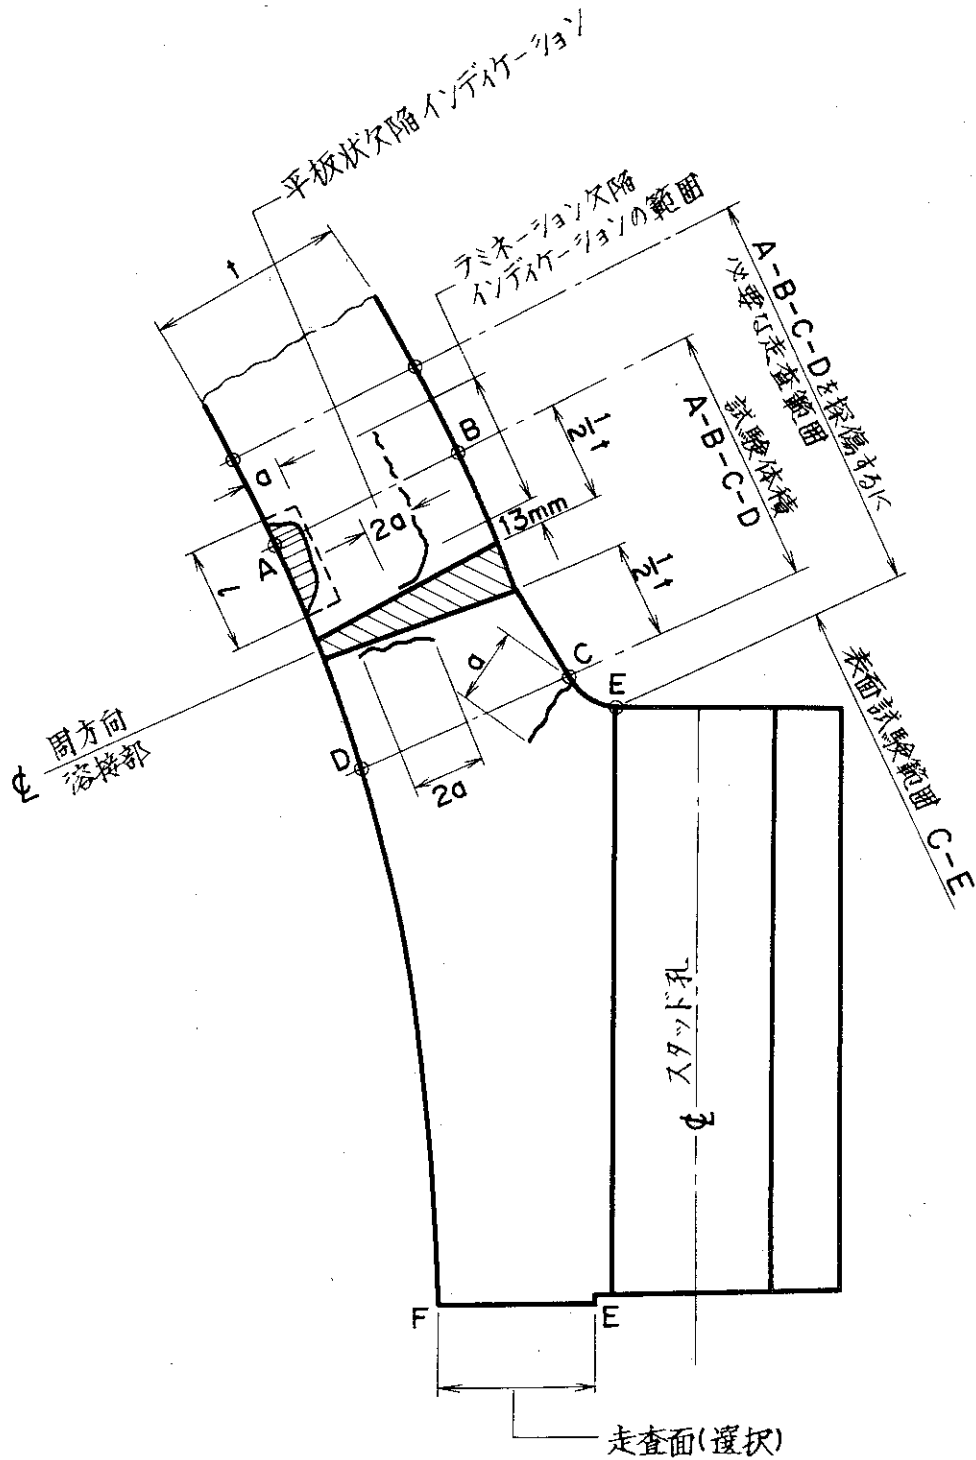 平板状欠陥インディケーション
ラミネーション欠陥
インディケーションの範囲
A-B-C-Dを探傷するに
必要な走査範囲
試験体積
A-B-C-D
t
a
B
1/2 t
13mm
2a
A
l
1/2 t
a
C
E
表面試験範囲 C-E
℄ 周方向
溶接部
D
2a
℄ スタッド孔
F
E
走査面(選択)